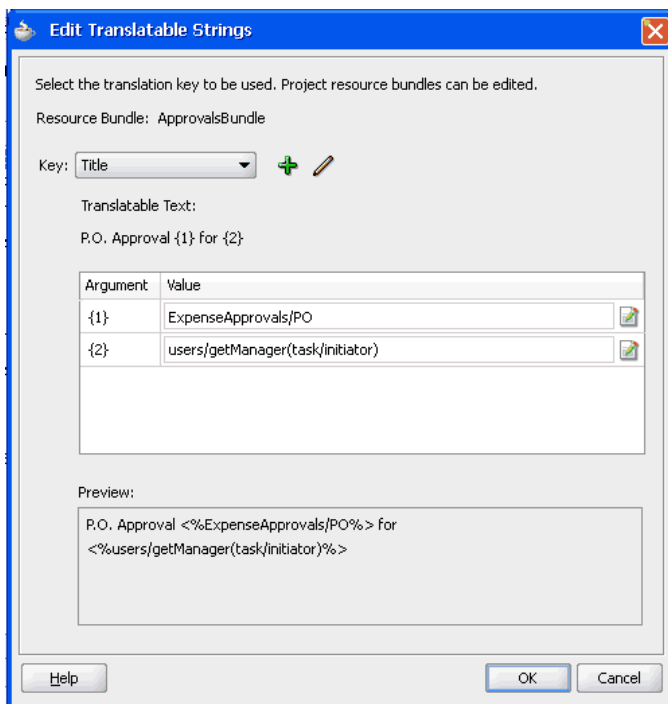 Edit Translatable Strings
Select the translation key to be used. Project resource bundles can be edited.
Resource Bundle: ApprovalsBundle
Key: Title
Translatable Text:
P.O. Approval {1} for {2}
Argument Value
{1} ExpenseApprovals/PO
{2} users/getManager(task/initiator)
Preview:
P.O. Approval <%ExpenseApprovals/PO%> for
<%users/getManager(task/initiator)%>
Help OK Cancel